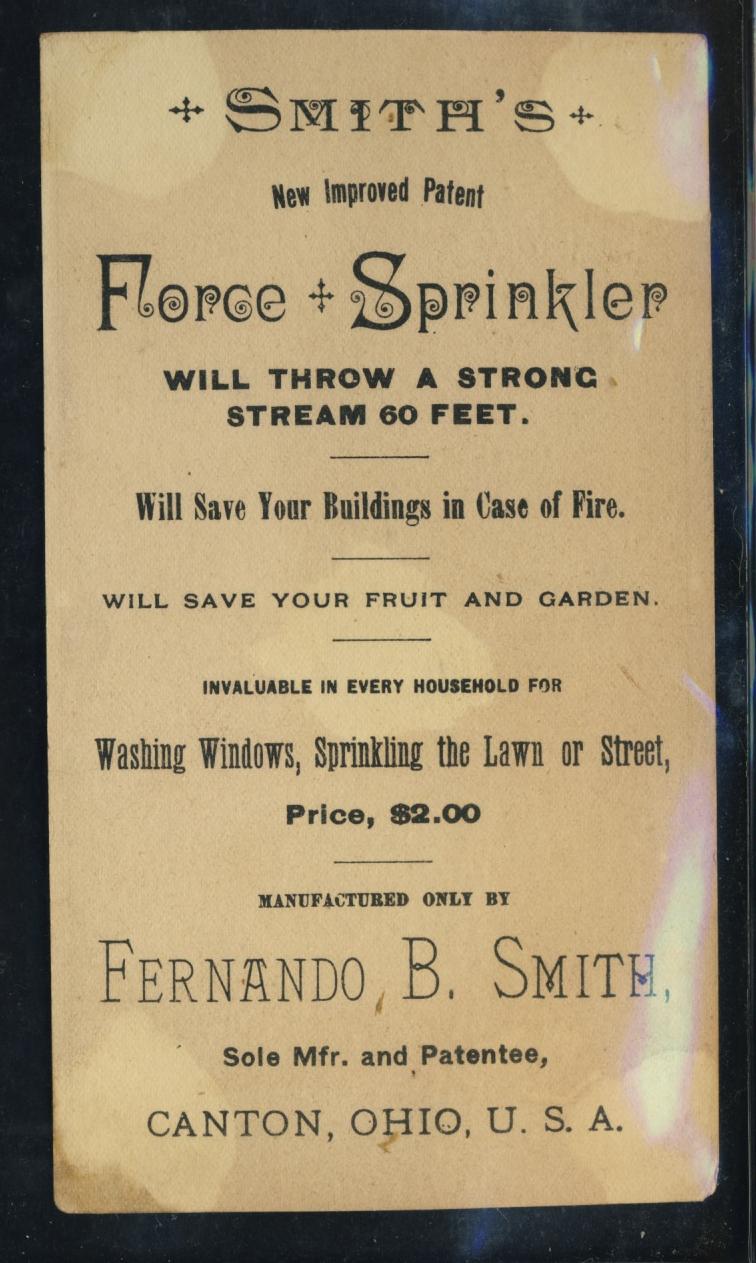 SMITH'S
New Improved Patent
Force Sprinkler
WILL THROW A STRONG
STREAM 60 FEET.
Will Save Your Buildings in Case of Fire.
WILL SAVE YOUR FRUIT AND GARDEN.
INVALUABLE IN EVERY HOUSEHOLD FOR
Washing Windows, Sprinkling the Lawn or Street,
Price, $2.00
MANUFACTURED ONLY BY
FERNANDO B. SMITH,
Sole Mfr. and Patentee,
CANTON, OHIO, U. S. A.